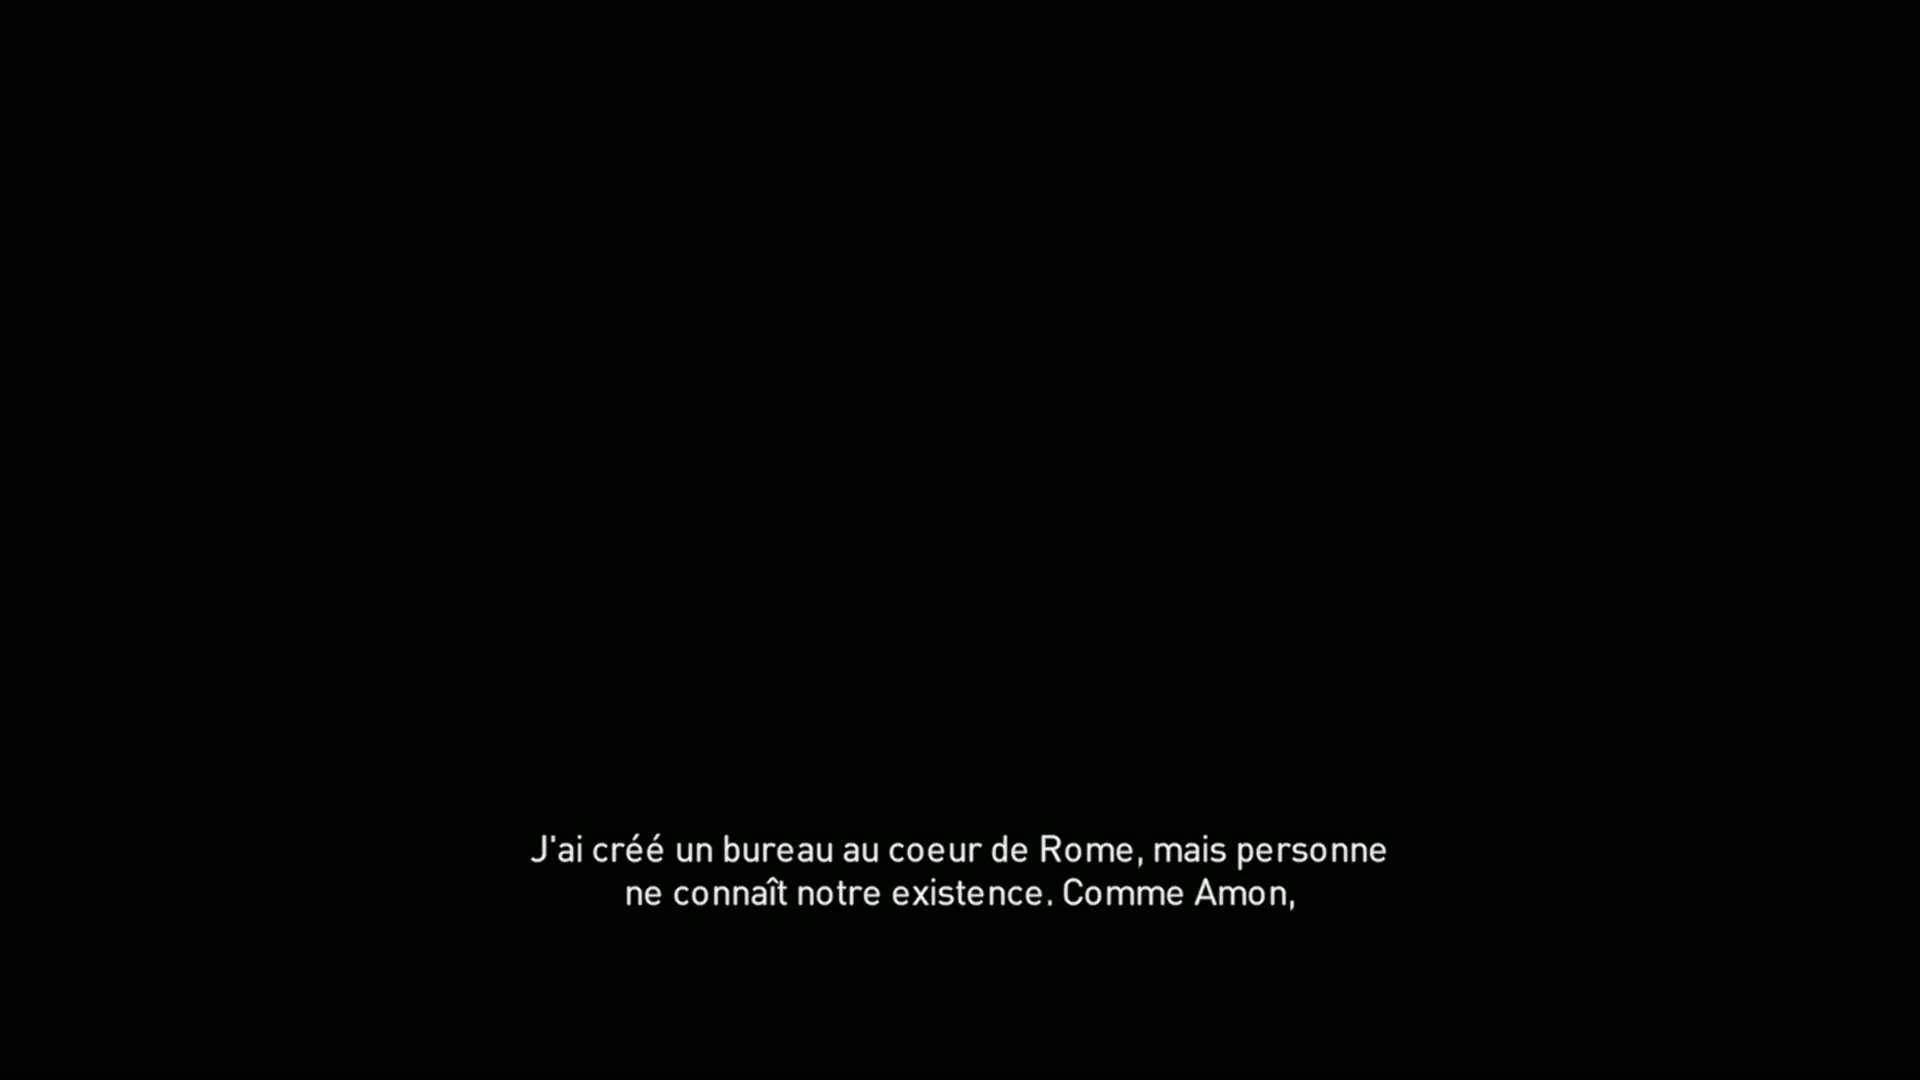 J'ai créé un bureau au coeur de Rome, mais personne
ne connaît notre existence. Comme Amon,